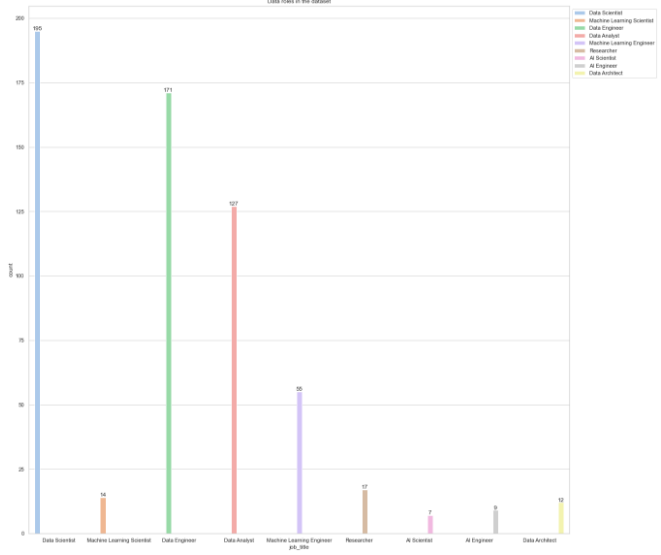 Data roles in the dataset
Data Scientist
Machine Learning Scientist
Data Engineer
Data Analyst
Machine Learning Engineer
Researcher
AI Scientist
AI Engineer
Data Architect
200
195
175
171
150
127
125
100
count
75
55
50
25
17
14
12
9
7
0
Data Scientist Machine Learning Scientist Data Engineer Data Analyst Machine Learning Engineer Researcher AI Scientist AI Engineer Data Architect
job_title